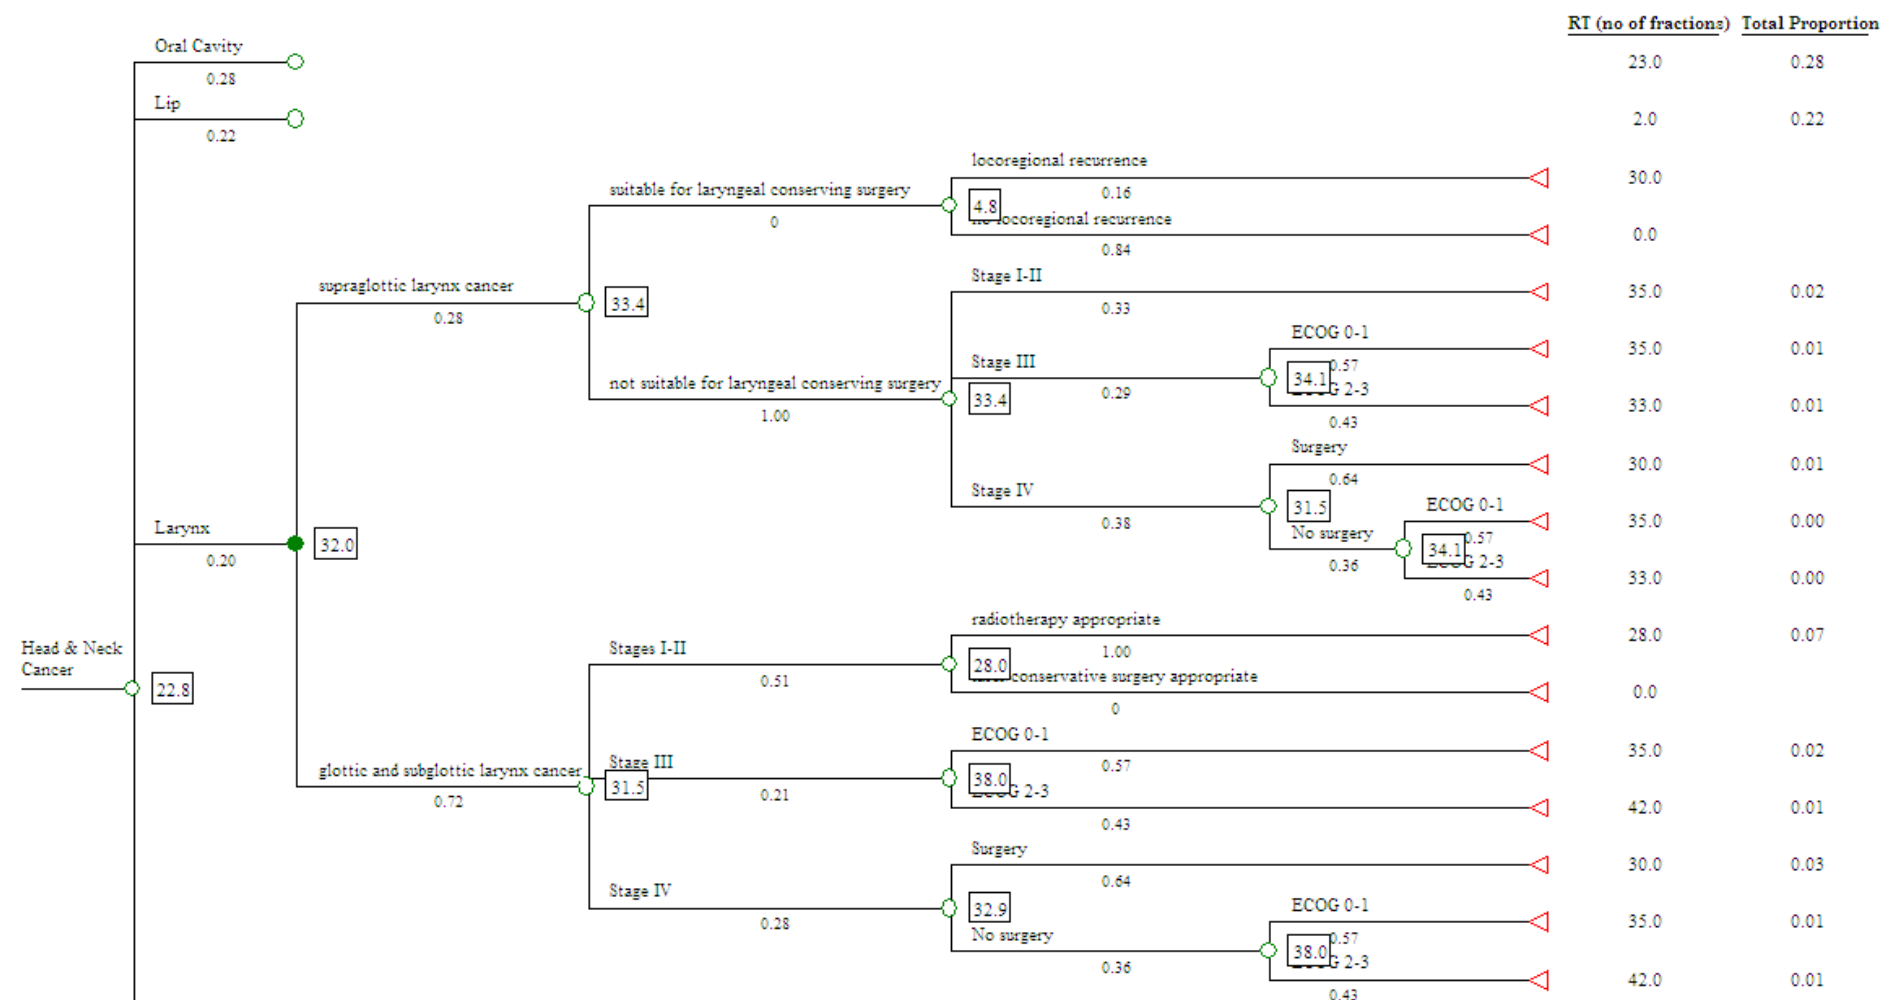 RT (no of fractions) Total Proportion
Oral Cavity
0.28
23.0 0.28
Lip
0.22
2.0 0.22
locoregional recurrence
0.16
30.0
suitable for laryngeal conserving surgery
0
4.8
locoregional recurrence
0.84
0.0
Stage I-II
0.33
35.0 0.02
supraglottic larynx cancer
0.28
33.4
ECOG 0-1
0.57
35.0 0.01
Stage III
0.29
34.1
not suitable for laryngeal conserving surgery
1.00
33.4
G 2-3
0.43
33.0 0.01
Surgery
0.64
30.0 0.01
Stage IV
0.38
31.5
ECOG 0-1
0.57
35.0 0.00
No surgery
0.36
34.1
G 2-3
0.43
33.0 0.00
Larynx
0.20
32.0
radiotherapy appropriate
1.00
28.0 0.07
Stages I-II
0.51
28.0
conservative surgery appropriate
0
0.0
Head & Neck
Cancer
22.8
ECOG 0-1
0.57
35.0 0.02
Stage III
0.21
38.0
glottic and subglottic larynx cancer
0.72
31.5
2-3
0.43
42.0 0.01
Surgery
0.64
30.0 0.03
Stage IV
0.28
32.9
ECOG 0-1
0.57
35.0 0.01
No surgery
0.36
38.0
G 2-3
0.43
42.0 0.01